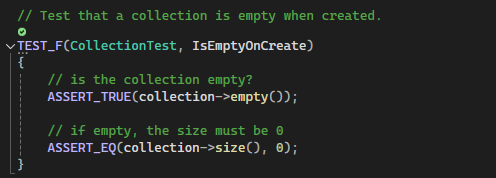 // Test that a collection is empty when created.
TEST_F(CollectionTest, IsEmptyOnCreate)
{
    // is the collection empty?
    ASSERT_TRUE(collection->empty());

    // if empty, the size must be 0
    ASSERT_EQ(collection->size(), 0);
}